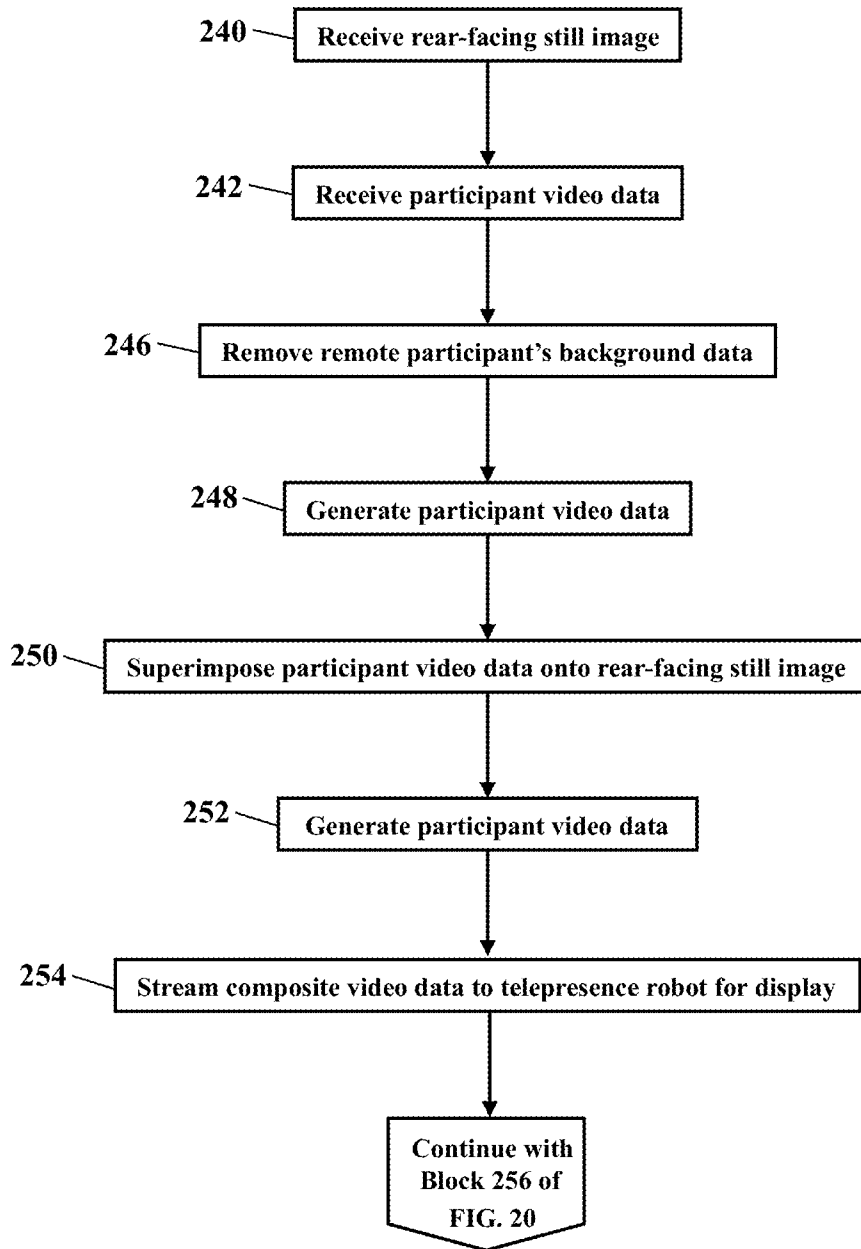 240
Receive rear-facing still image
242
Receive participant video data
246
Remove remote participant's background data
248
Generate participant video data
250
Superimpose participant video data onto rear-facing still image
252
Generate participant video data
254
Stream composite video data to telepresence robot for display
Continue with
Block 256 of
FIG. 20